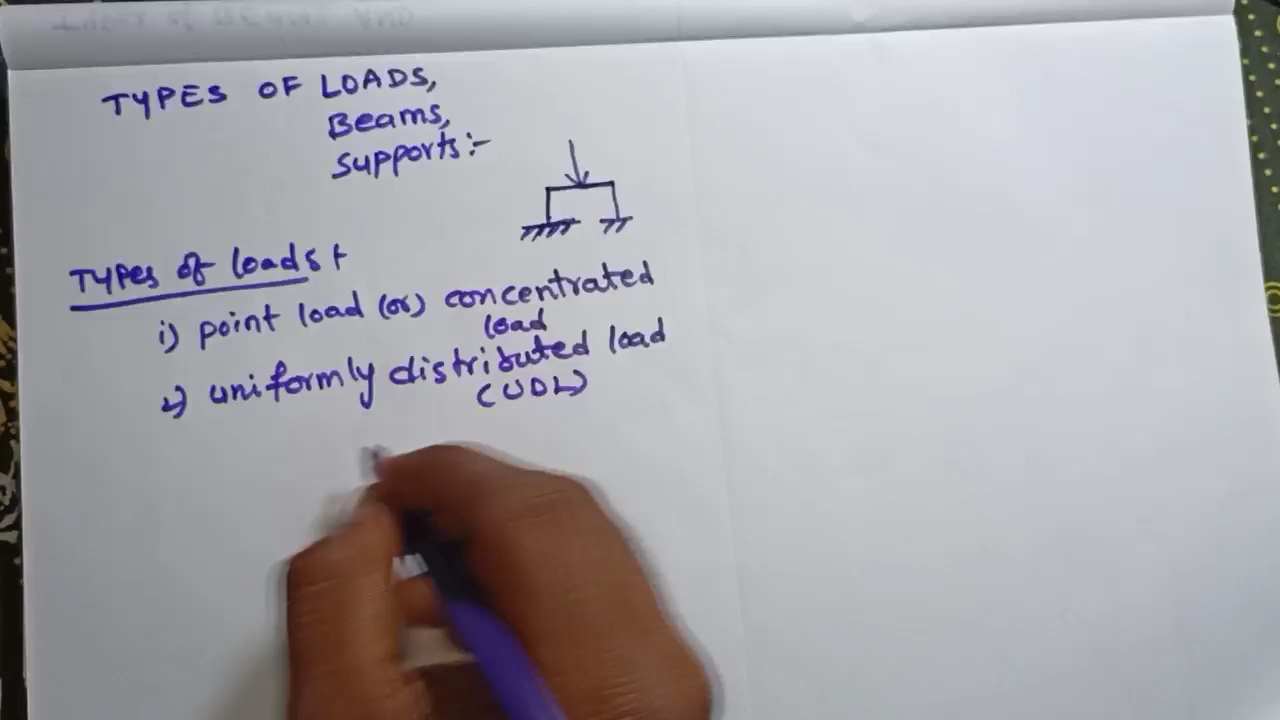 TYPES OF LOADS,
Beams,
Supports:-
Types of loads:-
i) point load (or) concentrated
load
2) uniformly distributed load
(UDL)